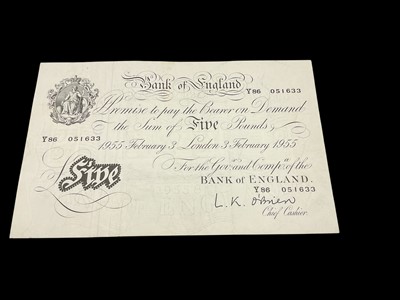 Bank of England
Y86 051633
Promise to pay the Bearer on Demand
the Sum of Five Pounds
Y86 051633
1955 February 3 London 3 February 1955
For the Govr. and Compa. of the
BANK OF ENGLAND.
Y86 051633
£Five
L. K. O'Brien
Chief Cashier.